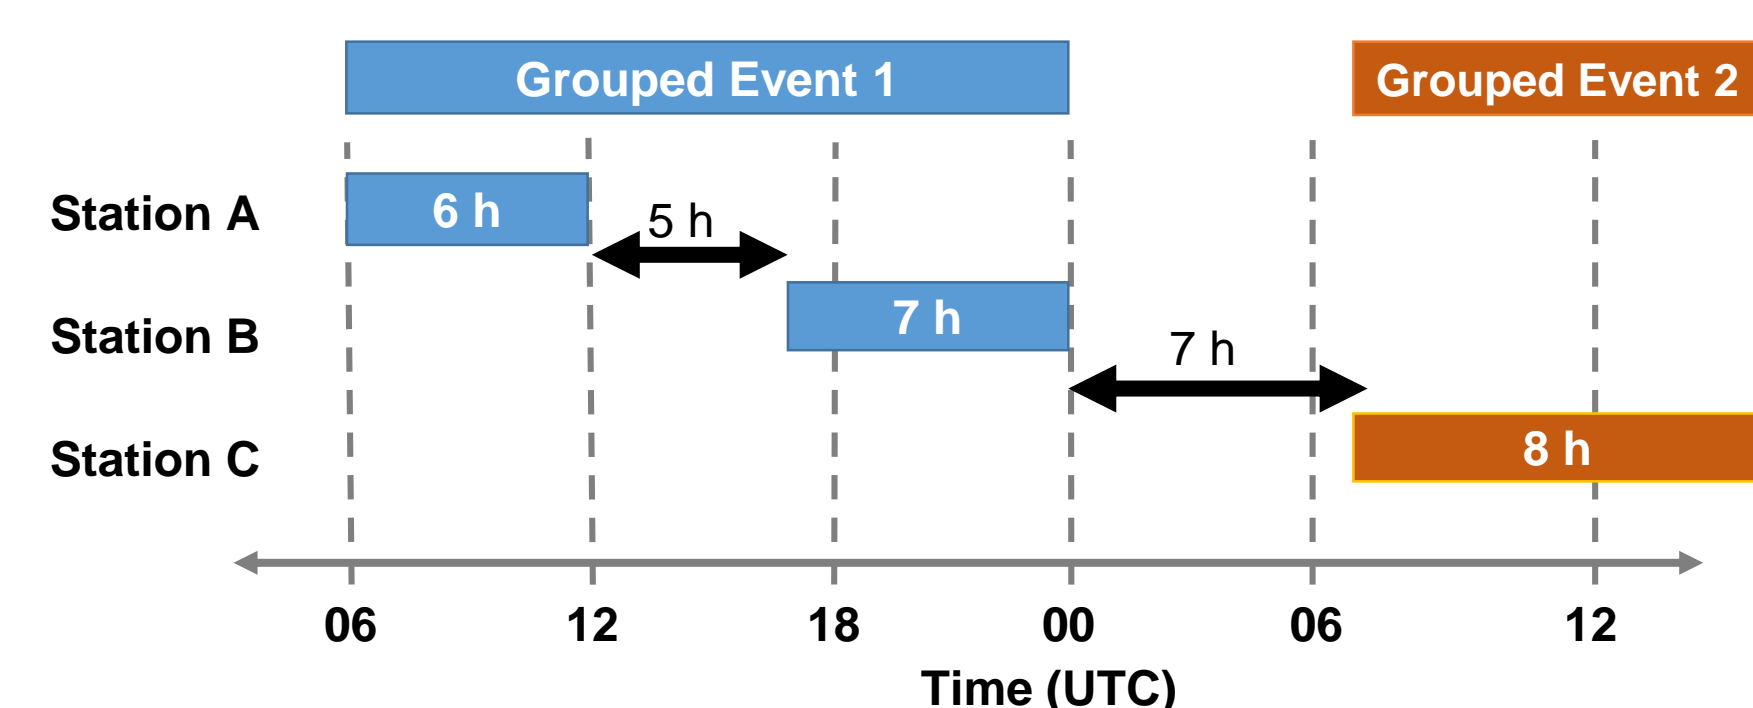 Grouped Event 1
Grouped Event 2
Station A
6 h
5 h
Station B
7 h
7 h
Station C
8 h
06 12 18 00 06 12
Time (UTC)